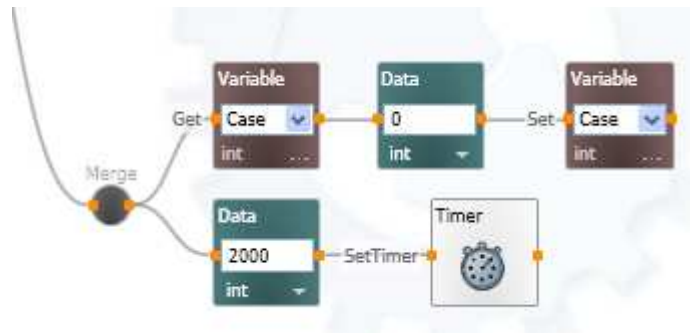 Variable
Data
Variable
Get
Case
0
Set
Case
int ...
int
int ...
Merge
Data
Timer
2000
SetTimer
int